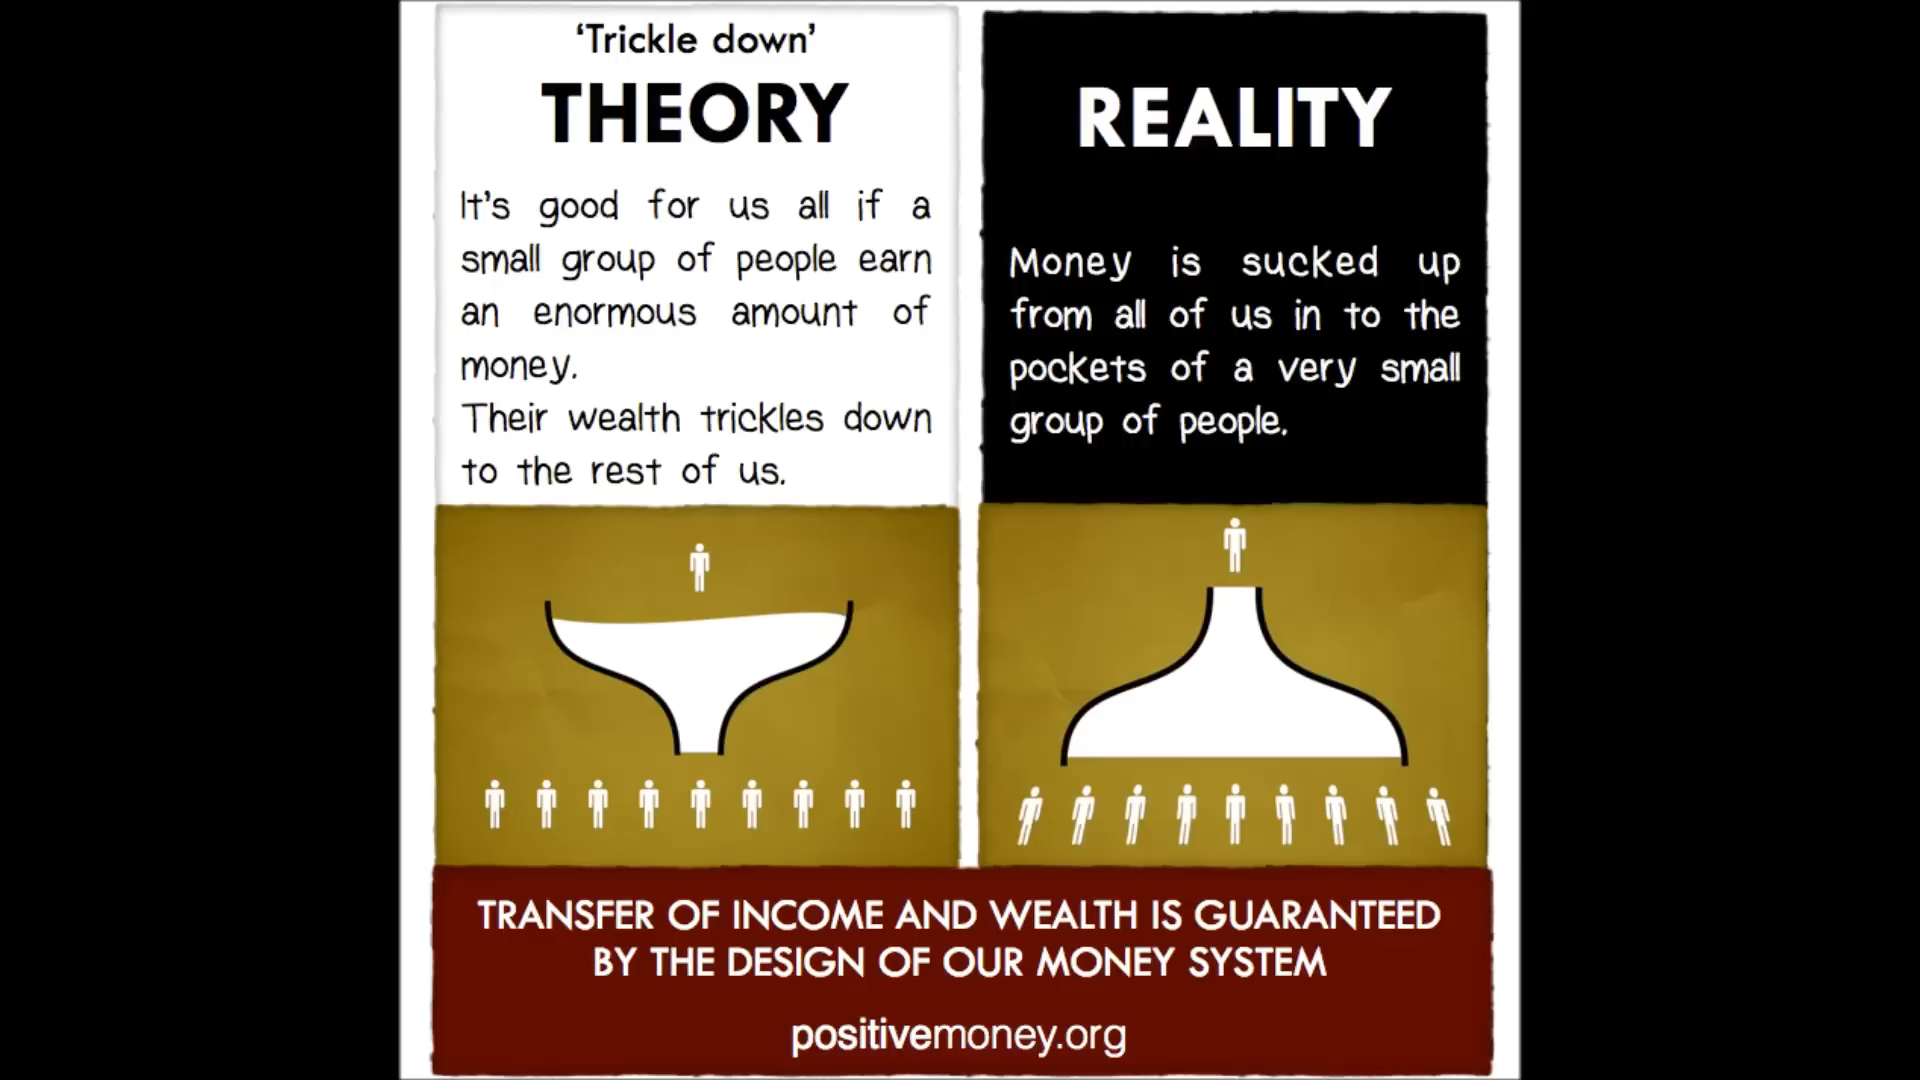 ‘Trickle down’
THEORY
It’s good for us all if a
small group of people earn
an enormous amount of
money.
Their wealth trickles down
to the rest of us.
REALITY
Money is sucked up
from all of us in to the
pockets of a very small
group of people.
TRANSFER OF INCOME AND WEALTH IS GUARANTEED
BY THE DESIGN OF OUR MONEY SYSTEM
positivemoney.org